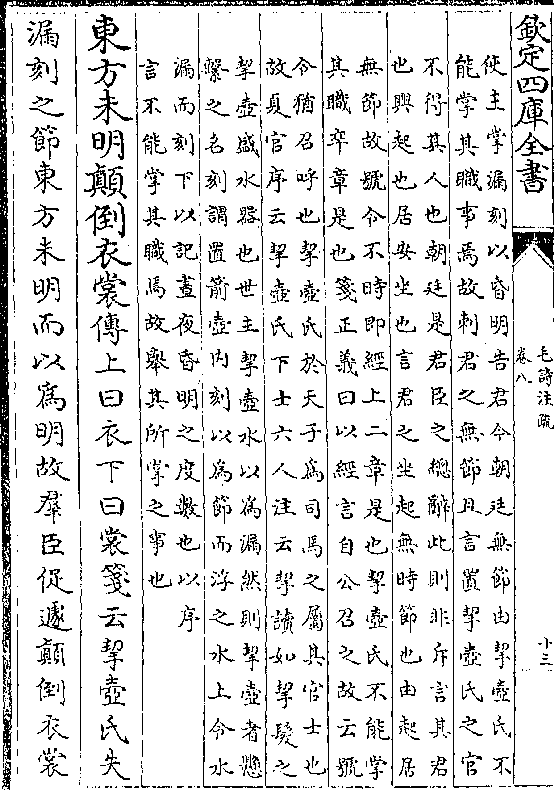 欽定四庫全書
毛詩注疏
卷八
十三
使主掌漏刻以昏明告君今朝廷無節由挈壺氏不
能掌其職事焉故刺君之無節且言置挈壺氏之官
不得其人也朝廷是君臣之總辭此則非斥言其君
也興起也居安坐也言君之坐起無時節也由起居
無節故號令不時即經上二章是也挈壺氏不能掌
其職卒章是也箋正義曰以經言自公召之故云號
令猶召呼也挈壺氏於天子為司馬之屬其官士也
故夏官序云挈壺氏下士六人注云挈讀如挈髮之
挈壺盛水器也世主挈壺水以為漏然則挈壺者懸
繫之名刻謂置箭壺内刻以為節而浮之水上令水
漏而刻下以記晝夜昏明之度數也以序
言不能掌其職焉故舉其所掌之事也
東方未明顛倒衣裳傳上曰衣下曰裳箋云挈壺氏失
漏刻之節東方未明而以為明故羣臣促遽顛倒衣裳